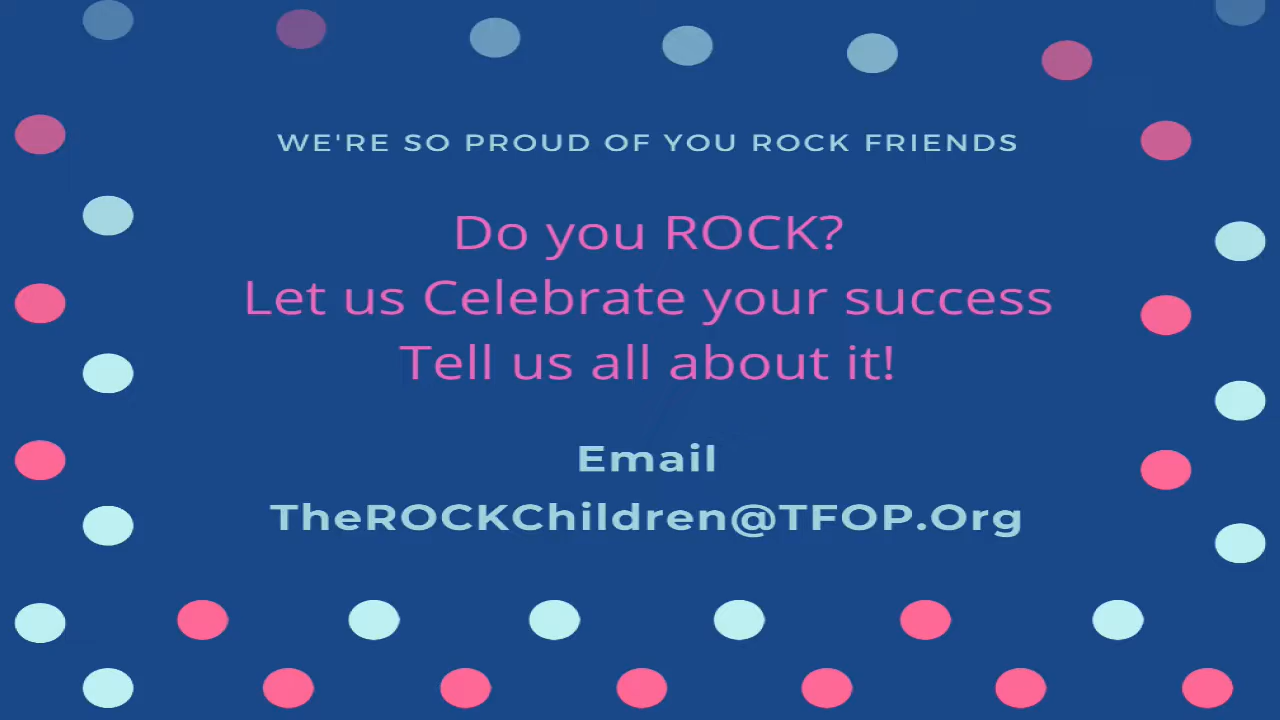 WE'RE SO PROUD OF YOU ROCK FRIENDS
Do you ROCK?
Let us Celebrate your success
Tell us all about it!
Email
TheROCKChildren@TFOP.Org